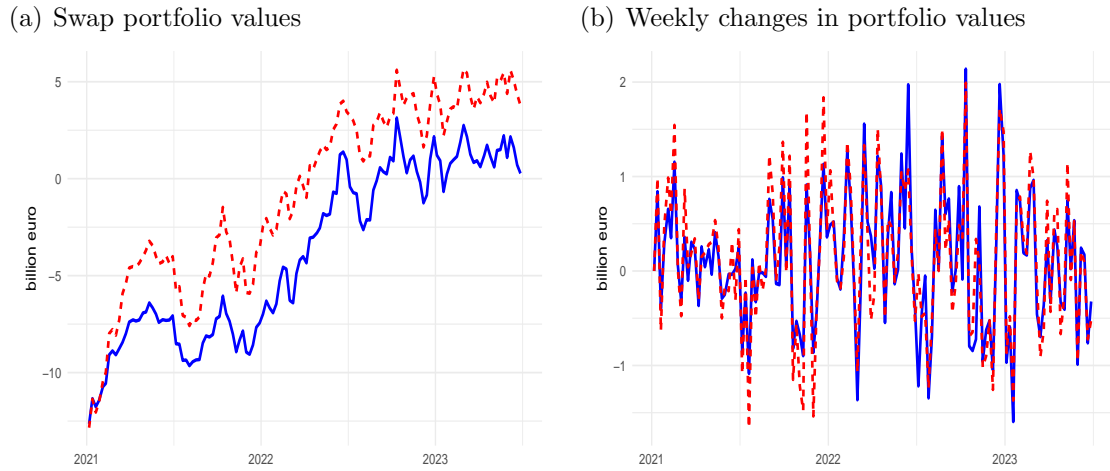 (a) Swap portfolio values
billion euro
5
0
−5
−10
2021 2022 2023
(b) Weekly changes in portfolio values
billion euro
2
1
0
−1
2021 2022 2023